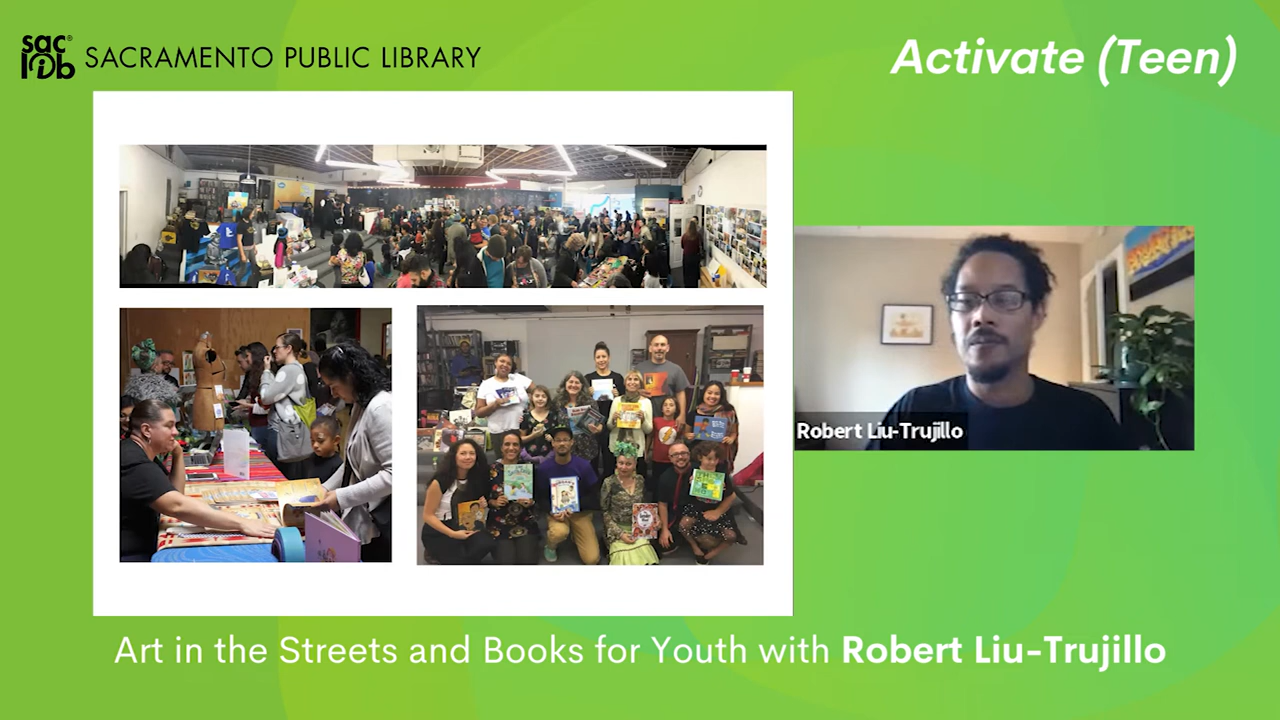 sac
lib
SACRAMENTO PUBLIC LIBRARY
Activate (Teen)
Robert Liu-Trujillo
Art in the Streets and Books for Youth with Robert Liu-Trujillo